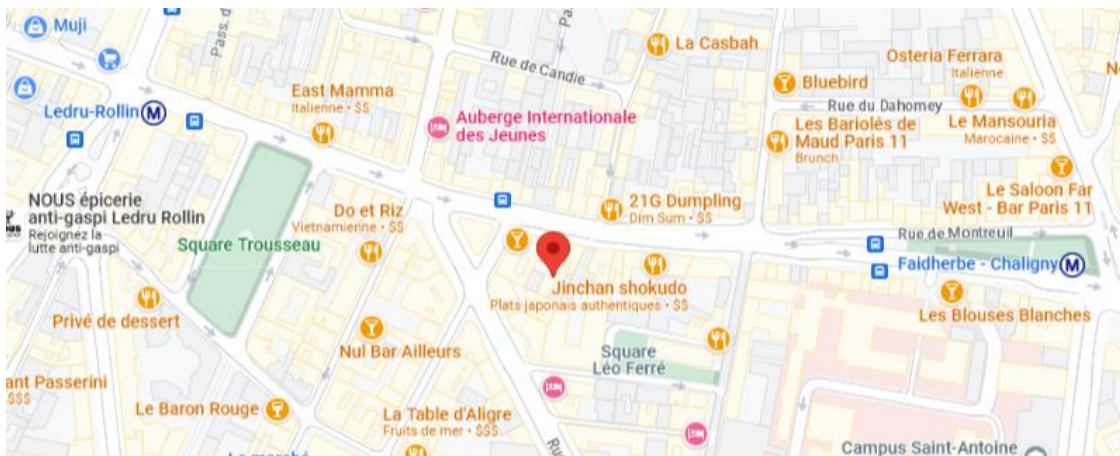 Muji
Pass. d
Pa
La Casbah
Rue de Candie
Osteria Ferrara
Italienne
Bluebird
East Mamma
Italienne • $$
Ledru-Rollin
M
Auberge Internationale
des Jeunes
Rue du Dahomey
Les Bariolés de
Maud Paris 11
Brunch
Le Mansouria
Marocaine • $$
NOUS épicerie
anti-gaspi Ledru Rollin
Rejoignez la
lutte anti-gaspi
Do et Riz
Vietnamienne • $$
21G Dumpling
Dim Sum • $$
Le Saloon Far
West - Bar Paris 11
Square Trousseau
Rue de Montreuil
Faidherbe - Chaligny
M
Jinchan shokudo
Plats japonais authentiques • $$
Privé de dessert
Les Blouses Blanches
Nul Bar Ailleurs
Square
Léo Ferré
ant Passerini
$$$
Le Baron Rouge
La Table d'Aligre
Fruits de mer • $$$
Campus Saint-Antoine